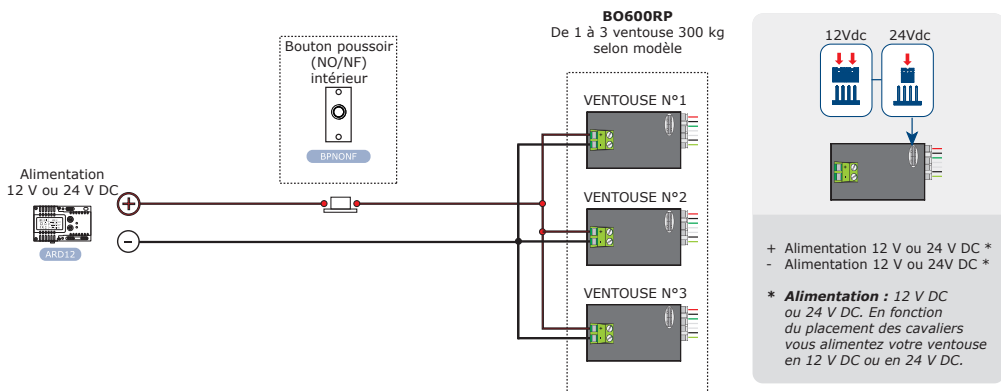 BO600RP
De 1 à 3 ventouse 300 kg
selon modèle
Bouton poussoir
(NO/NF)
intérieur
BPNONF
Alimentation
12 V ou 24 V DC
+
-
ARD12
VENTOUSE N°1
VENTOUSE N°2
VENTOUSE N°3
12Vdc
24Vdc
+ Alimentation 12 V ou 24 V DC *
- Alimentation 12 V ou 24V DC *
* Alimentation : 12 V DC
ou 24 V DC. En fonction
du placement des cavaliers
vous alimentez votre ventouse
en 12 V DC ou en 24 V DC.